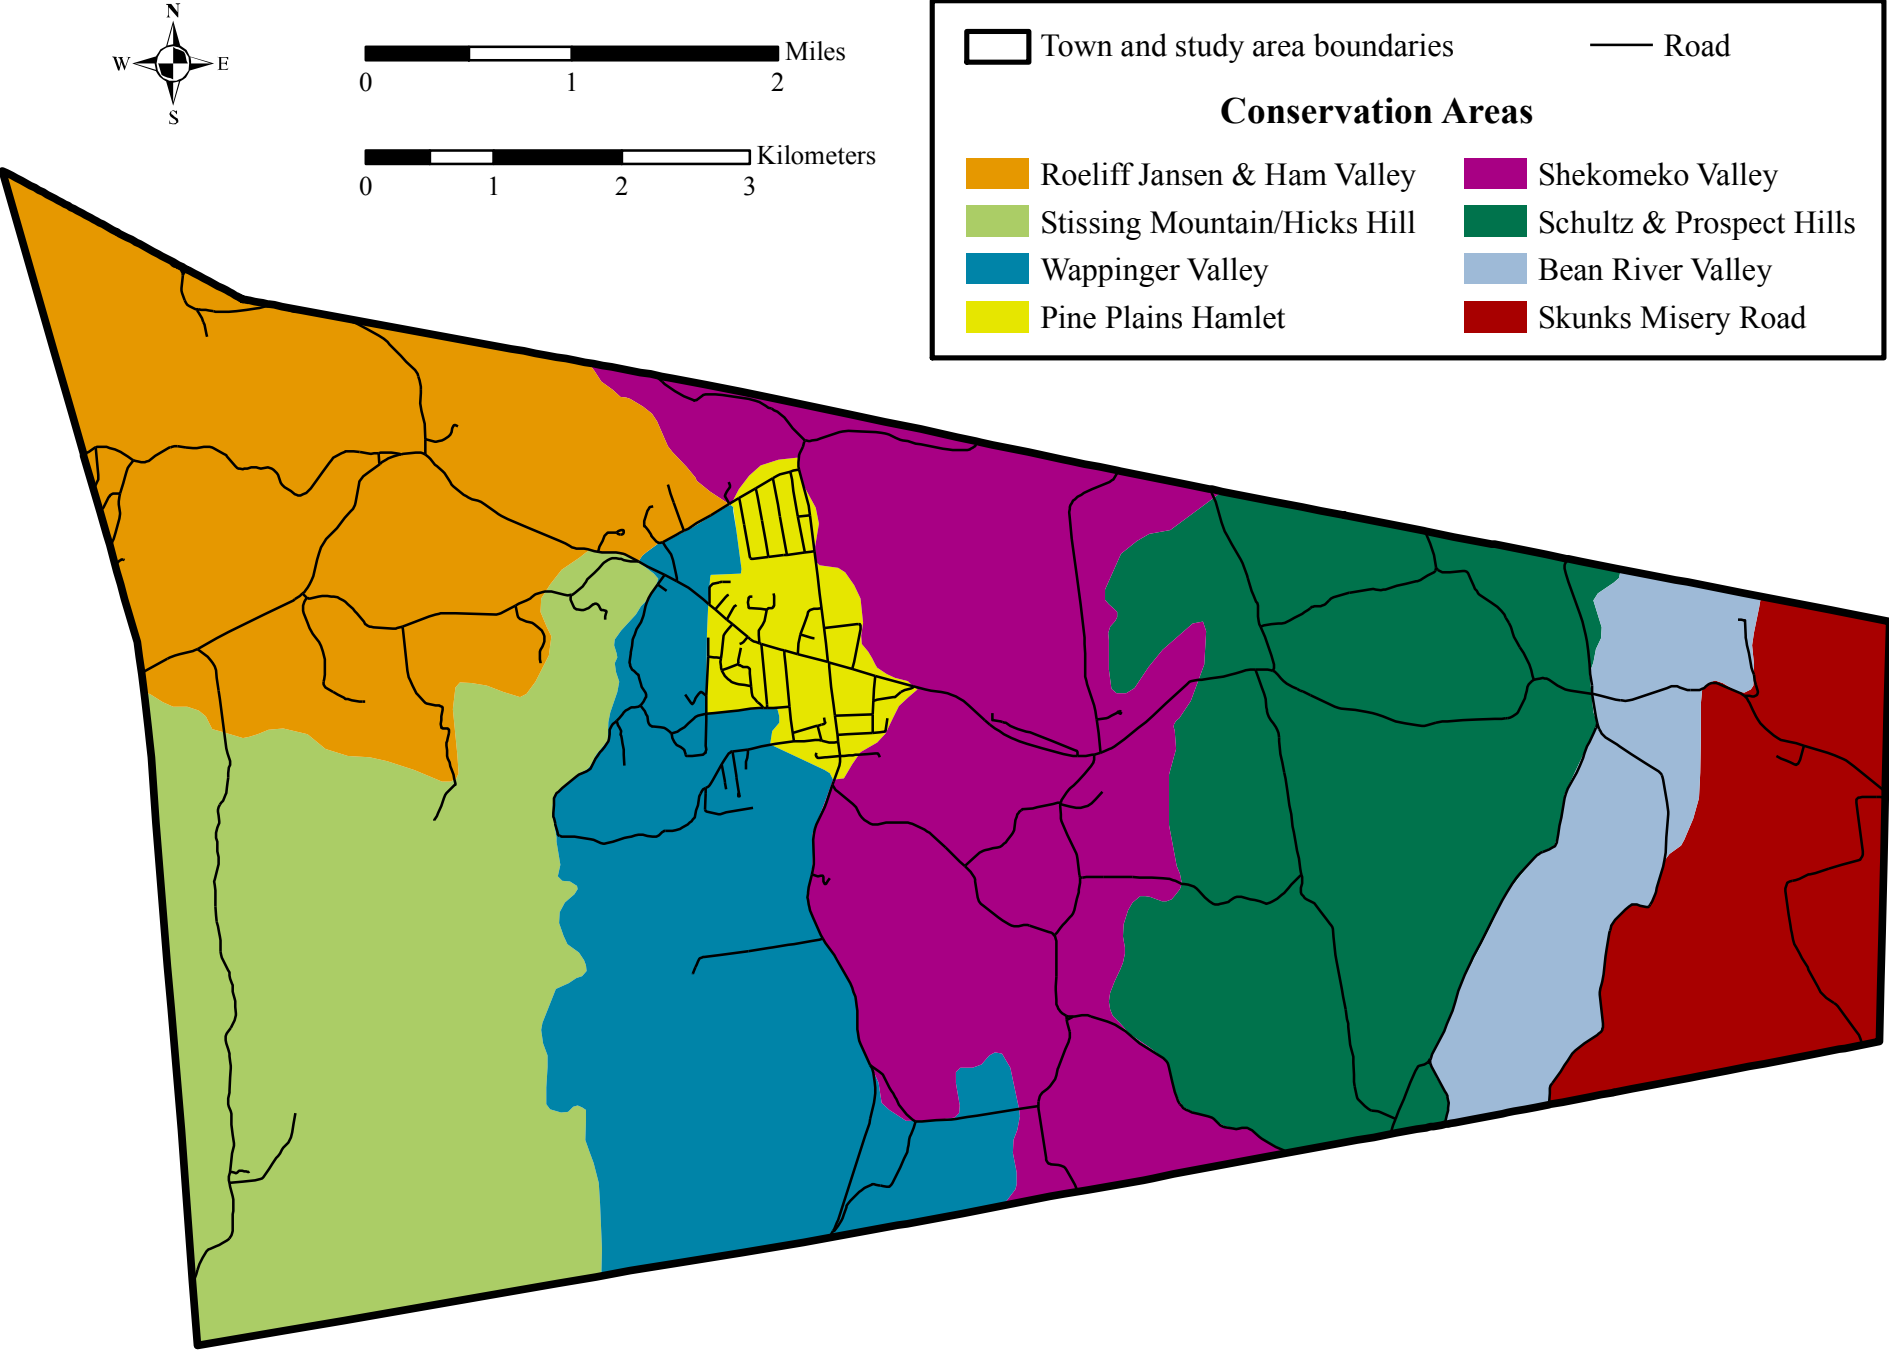 N
W E
S
Miles
0 1 2
Kilometers
0 1 2 3
Town and study area boundaries
Road
Conservation Areas
Roeliff Jansen & Ham Valley
Stissing Mountain/Hicks Hill
Wappinger Valley
Pine Plains Hamlet
Shekomeko Valley
Schultz & Prospect Hills
Bean River Valley
Skunks Misery Road